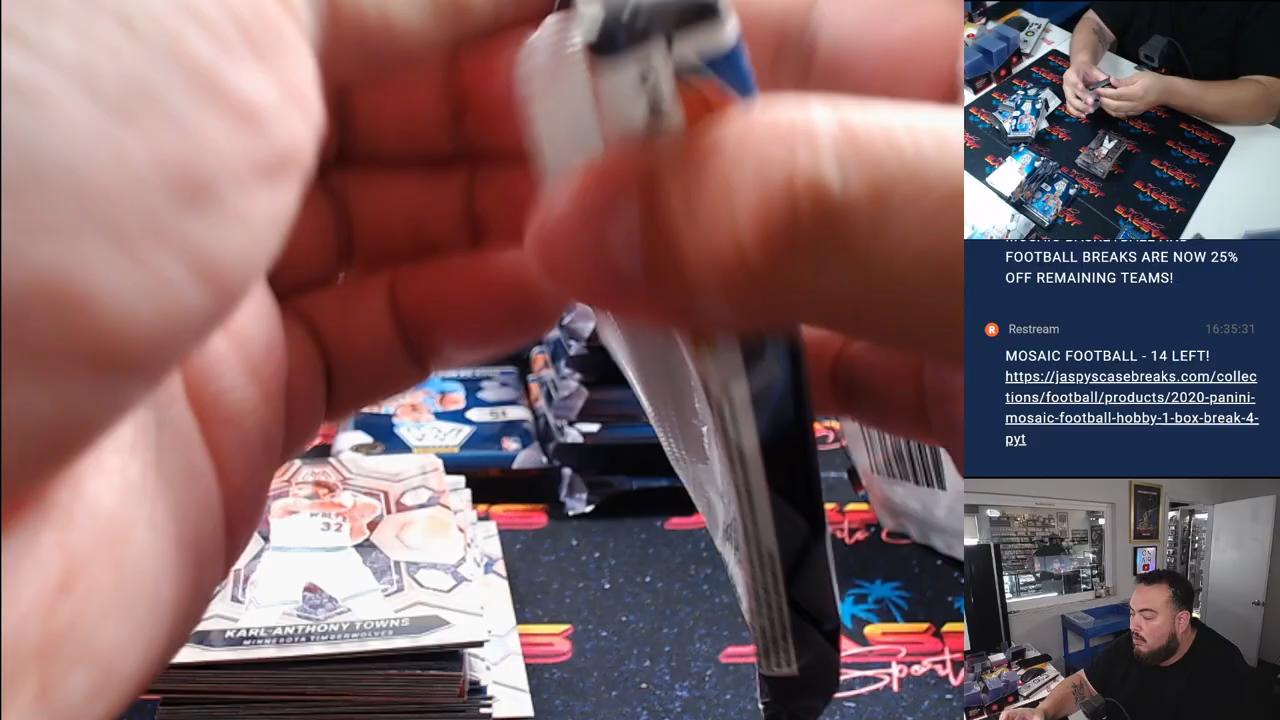 FOOTBALL BREAKS ARE NOW 25%
OFF REMAINING TEAMS!
Restream
16:35:31
MOSAIC FOOTBALL - 14 LEFT!
https://jaspyscasebreaks.com/collec
tions/football/products/2020-panini-
mosaic-football-hobby-1-box-break-4-
pyt
WOLVES
32
KARL-ANTHONY TOWNS
MINNESOTA TIMBERWOLVES
Sports